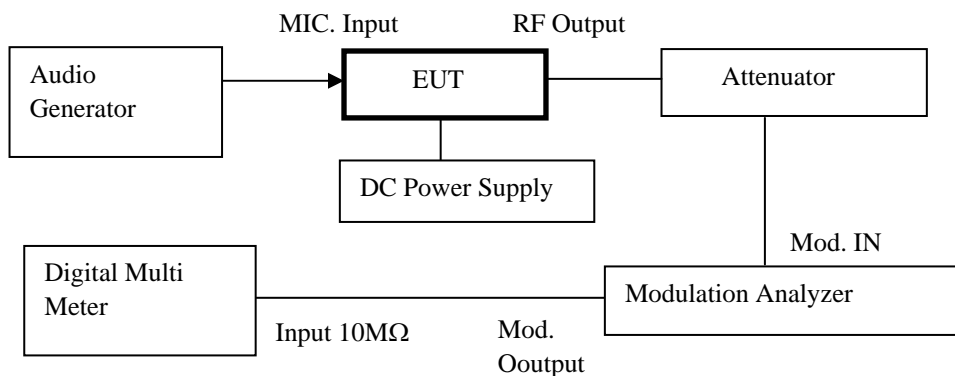 MIC. Input
RF Output
Audio
Generator
EUT
Attenuator
DC Power Supply
Mod. IN
Digital Multi
Meter
Modulation Analyzer
Input 10MΩ
Mod.
Ooutput